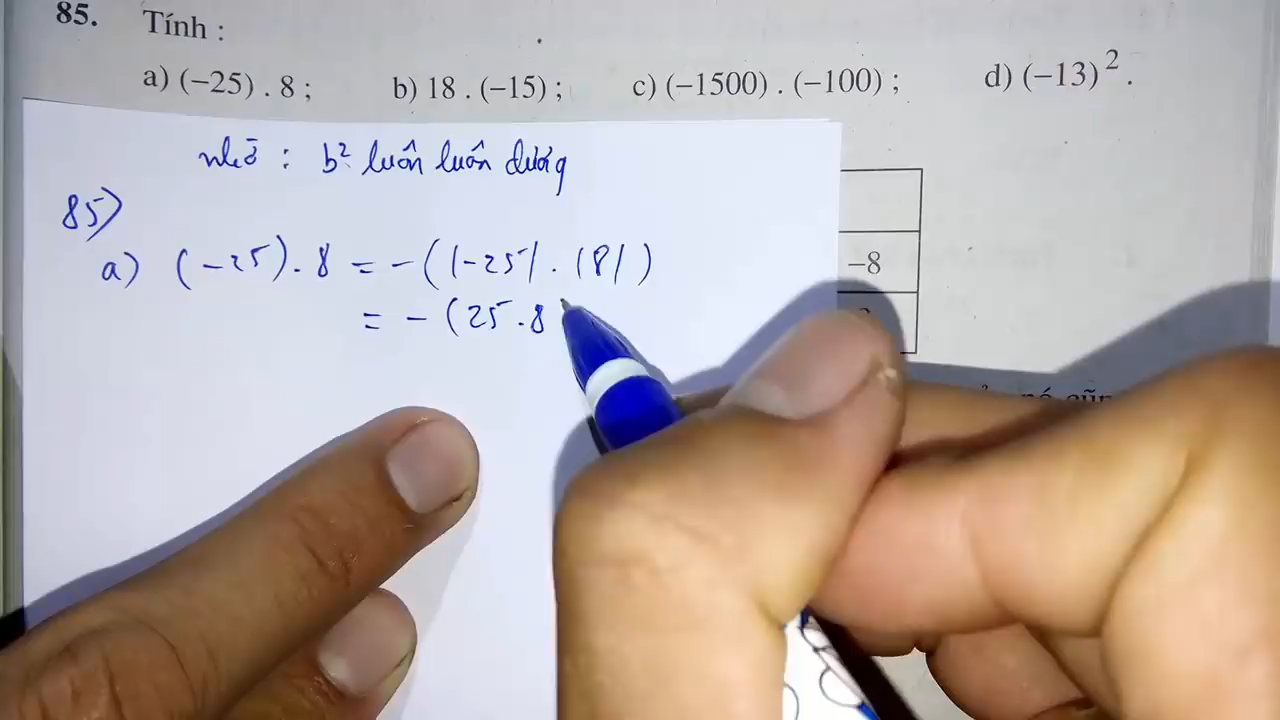 85. Tính :
a) (−25) . 8 ; b) 18 . (−15) ; c) (−1500) . (−100) ; d) (−13)² .
nhớ : b² luôn luôn dương
85)
a) (−25) . 8 = −(|−25| . |8|)
= −(25 . 8
−8